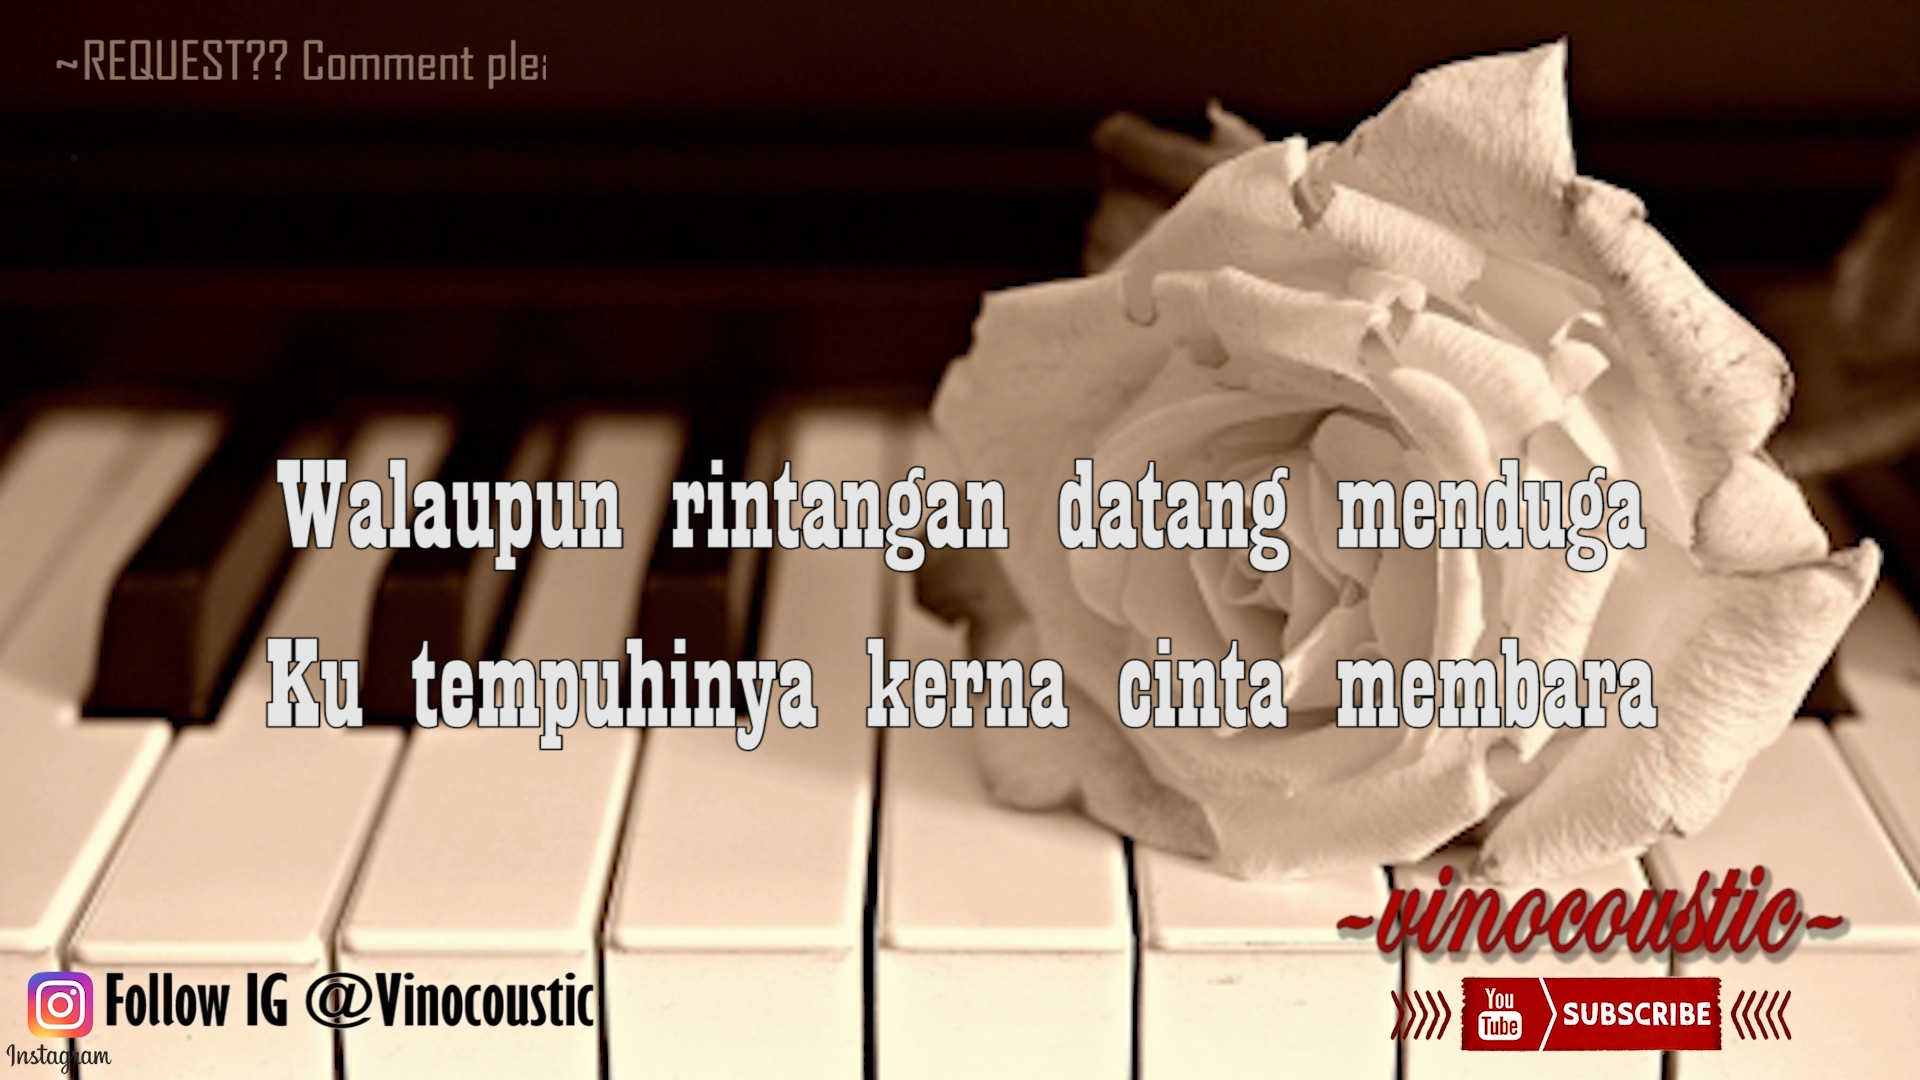 ~REQUEST?? Comment
Walaupun rintangan datang menduga
Ku tempuhinya kerna cinta membara
~vinocoustic~
Follow IG @Vinocoustic
You Tube SUBSCRIBE
Instagram